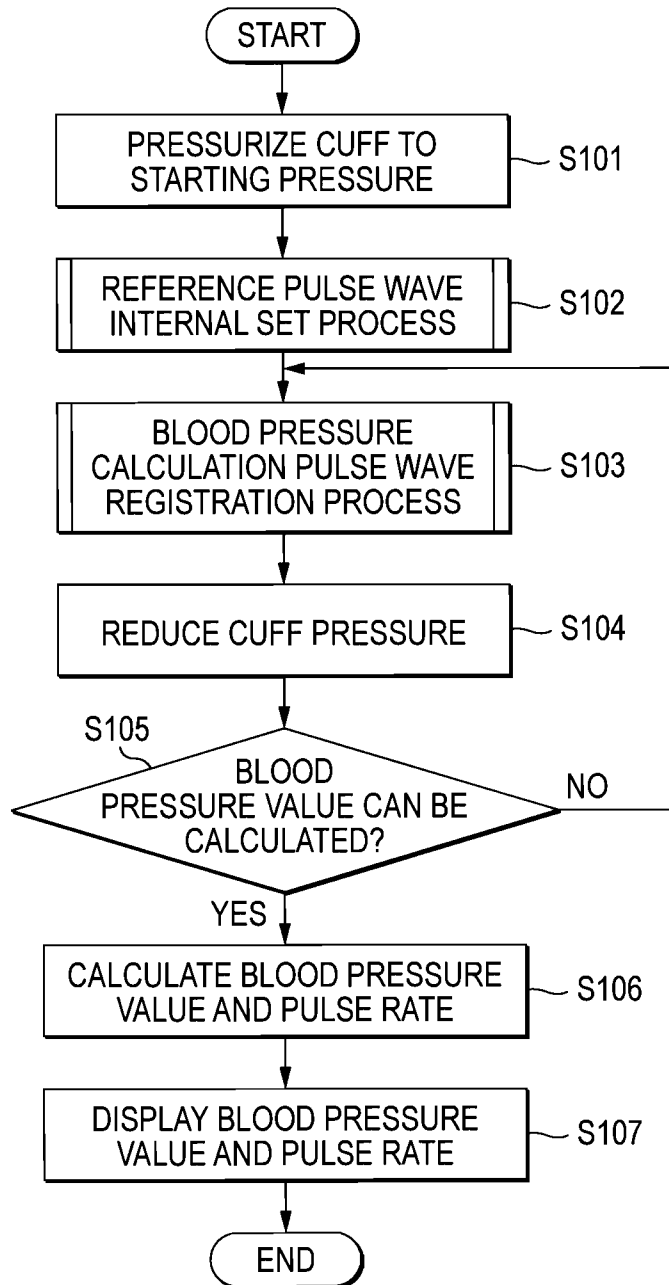 START
PRESSURIZE CUFF TO
STARTING PRESSURE
S101
REFERENCE PULSE WAVE
INTERNAL SET PROCESS
S102
BLOOD PRESSURE
CALCULATION PULSE WAVE
REGISTRATION PROCESS
S103
REDUCE CUFF PRESSURE
S104
S105
BLOOD
PRESSURE VALUE CAN BE
CALCULATED?
NO
YES
CALCULATE BLOOD PRESSURE
VALUE AND PULSE RATE
S106
DISPLAY BLOOD PRESSURE
VALUE AND PULSE RATE
S107
END